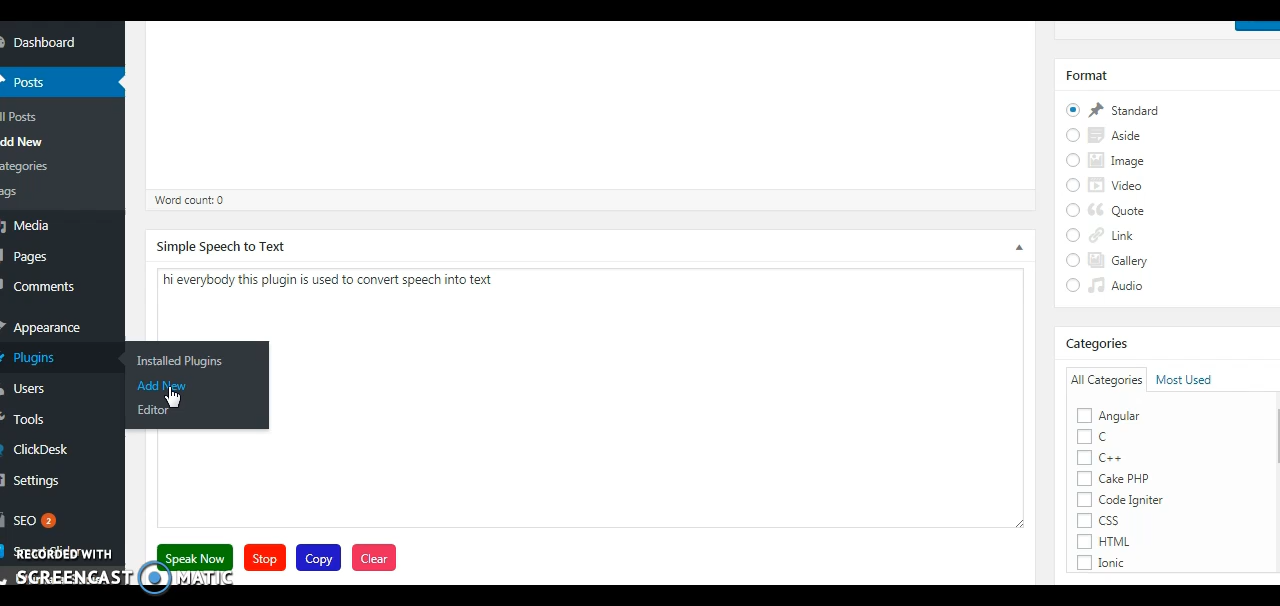 Dashboard
Posts
ll Posts
dd New
ategories
ags
Media
Pages
Comments
Appearance
Plugins
Users
Tools
ClickDesk
Settings
SEO 2
Installed Plugins
Add New
Editor
Word count: 0
Simple Speech to Text
hi everybody this plugin is used to convert speech into text
Speak Now
Stop
Copy
Clear
Format
Standard
Aside
Image
Video
Quote
Link
Gallery
Audio
Categories
All Categories
Most Used
Angular
C
C++
Cake PHP
Code Igniter
CSS
HTML
Ionic
RECORDED WITH
SCREENCAST MATIC